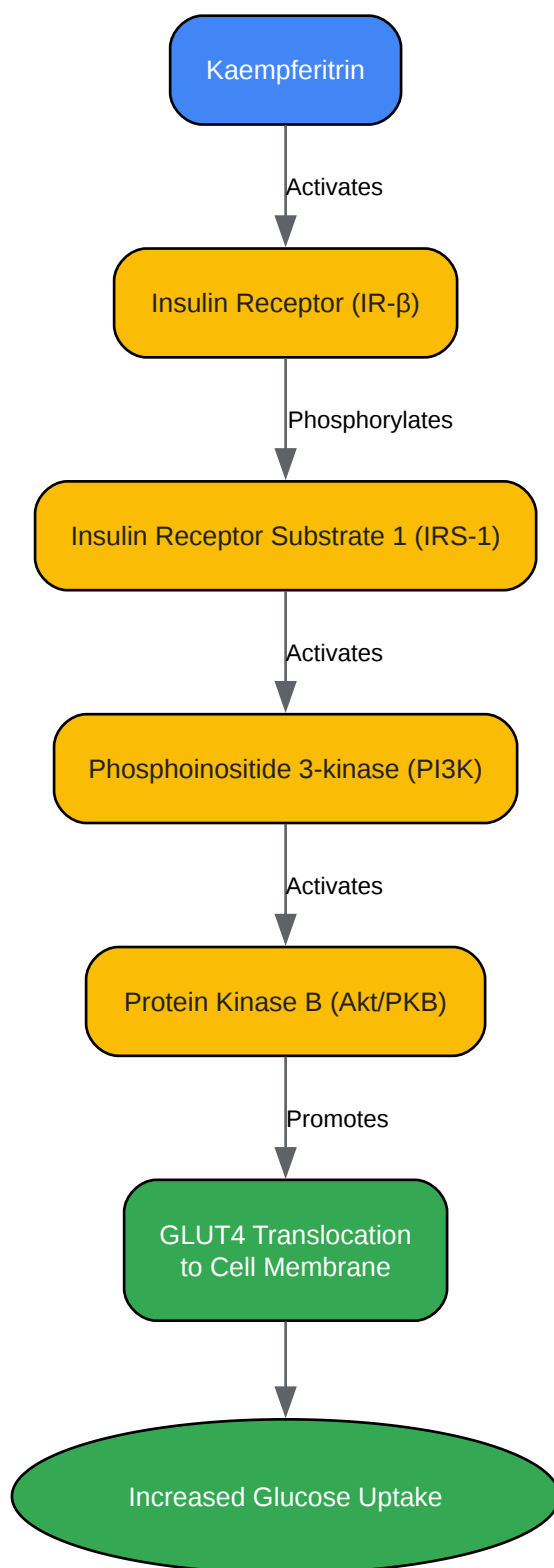 Kaempferitrin
Activates
Insulin Receptor (IR-β)
Phosphorylates
Insulin Receptor Substrate 1 (IRS-1)
Activates
Phosphoinositide 3-kinase (PI3K)
Activates
Protein Kinase B (Akt/PKB)
Promotes
GLUT4 Translocation
to Cell Membrane
Increased Glucose Uptake